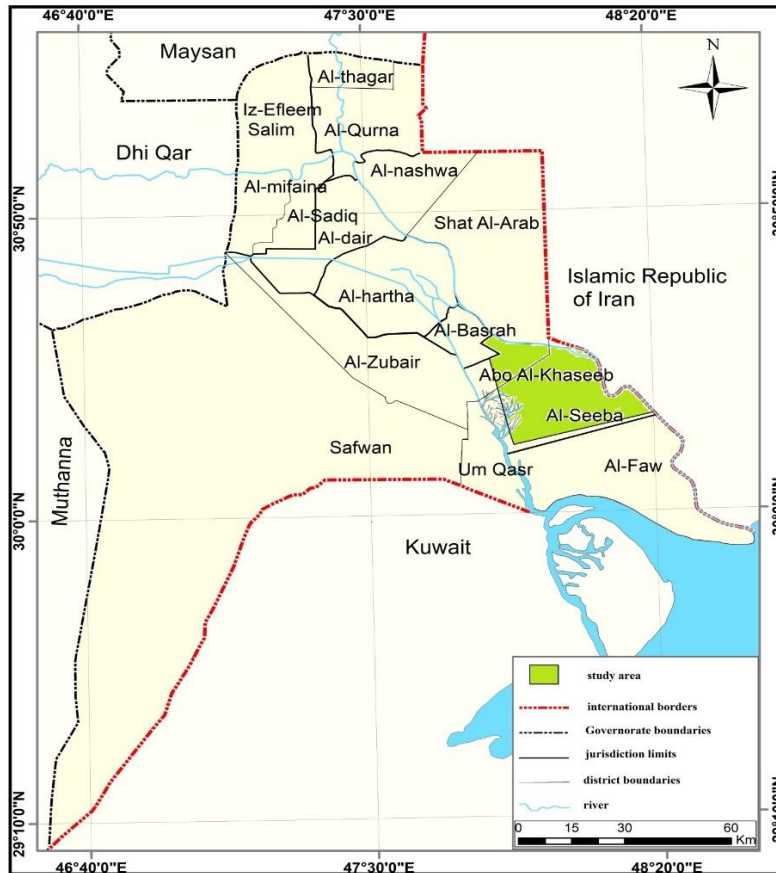 46°40'0"E
47°30'0"E
48°20'0"E
Maysan
N
Al-thagar
Iz-Efleem
Salim
Al-Qurna
Dhi Qar
Al-nashwa
Al-mifaina
Al-Sadiq
30°50'0"N
Shat Al-Arab
Al-dair
Islamic Republic
of Iran
Al-hartha
Al-Basrah
Al-Zubair
Abo Al-Khaseeb
Al-Seeba
Safwan
Um Qasr
Al-Faw
Muthanna
30°0'0"N
Kuwait
study area
international borders
Governorate boundaries
jurisdiction limits
district boundaries
river
0 15 30 60
Km
29°10'0"N
46°40'0"E
47°30'0"E
48°20'0"E